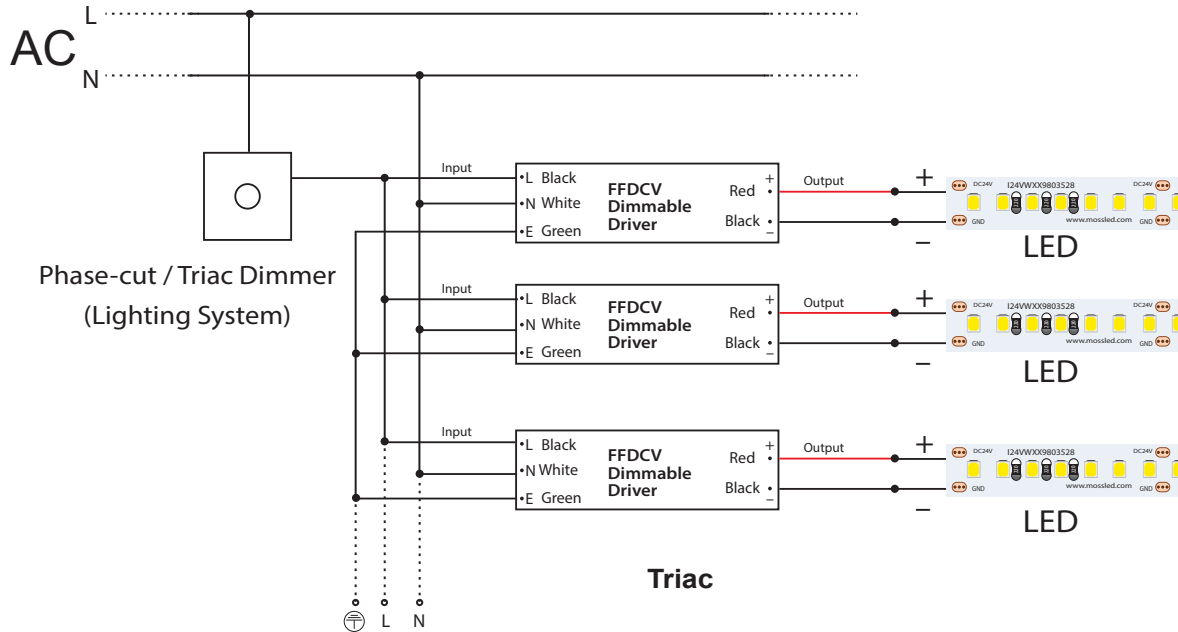 L
AC
N
Phase-cut / Triac Dimmer
(Lighting System)
Input
L Black
N White
E Green
FFDCV
Dimmable
Driver
+
Red
Black
–
Output
+
–
DC24V
I24VWXX9803528
DC24V
GND
www.mossled.com
GND
LED
Input
L Black
N White
E Green
FFDCV
Dimmable
Driver
+
Red
Black
–
Output
+
–
DC24V
I24VWXX9803528
DC24V
GND
www.mossled.com
GND
LED
Input
L Black
N White
E Green
FFDCV
Dimmable
Driver
+
Red
Black
–
Output
+
–
DC24V
I24VWXX9803528
DC24V
GND
www.mossled.com
GND
LED
Triac
L
N